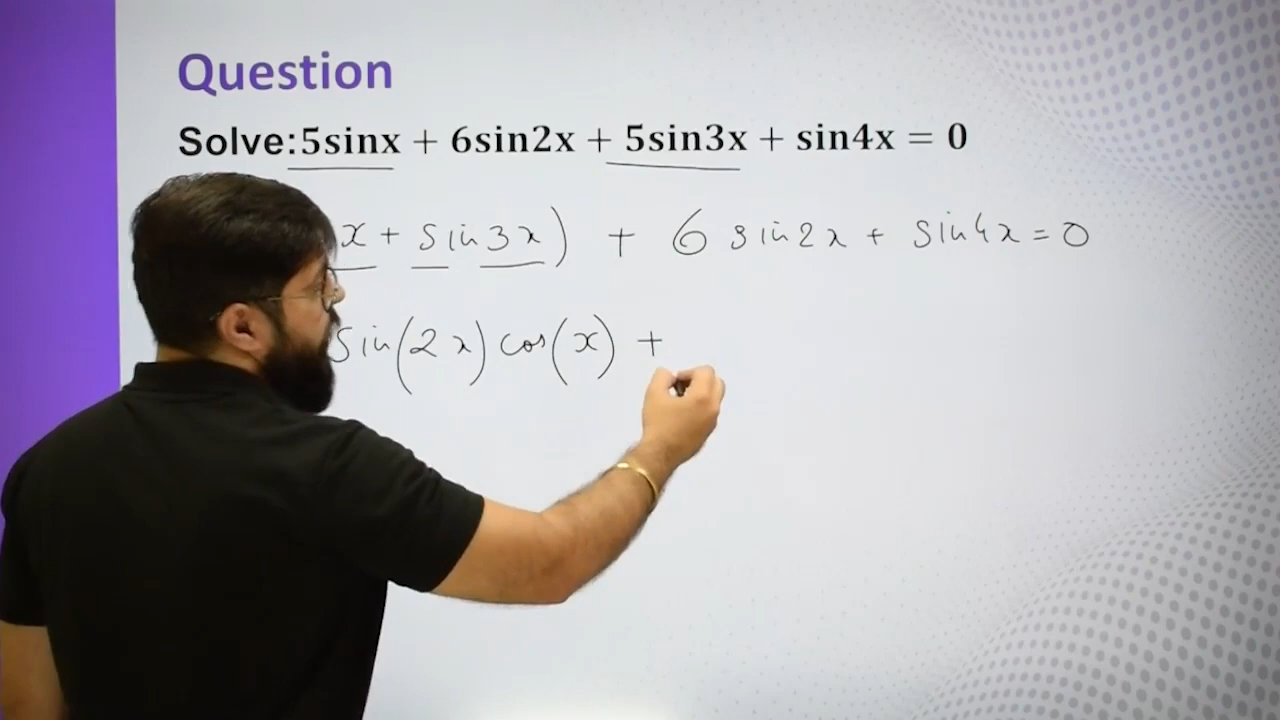 Question
Solve:5sinx + 6sin2x + 5sin3x + sin4x = 0
x + sin3x) + 6 sin2x + sin4x = 0
sin(2x) cos(x) +